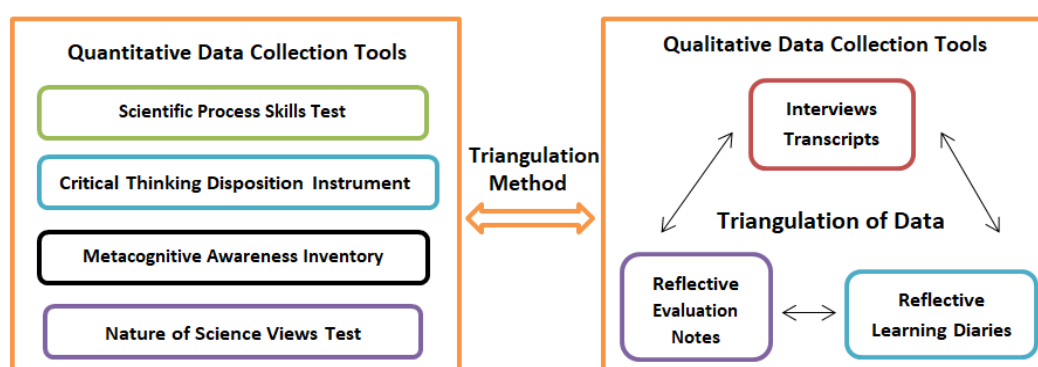 Quantitative Data Collection Tools
Scientific Process Skills Test
Critical Thinking Disposition Instrument
Metacognitive Awareness Inventory
Nature of Science Views Test
Triangulation
Method
Qualitative Data Collection Tools
Interviews
Transcripts
Triangulation of Data
Reflective
Evaluation
Notes
Reflective
Learning Diaries